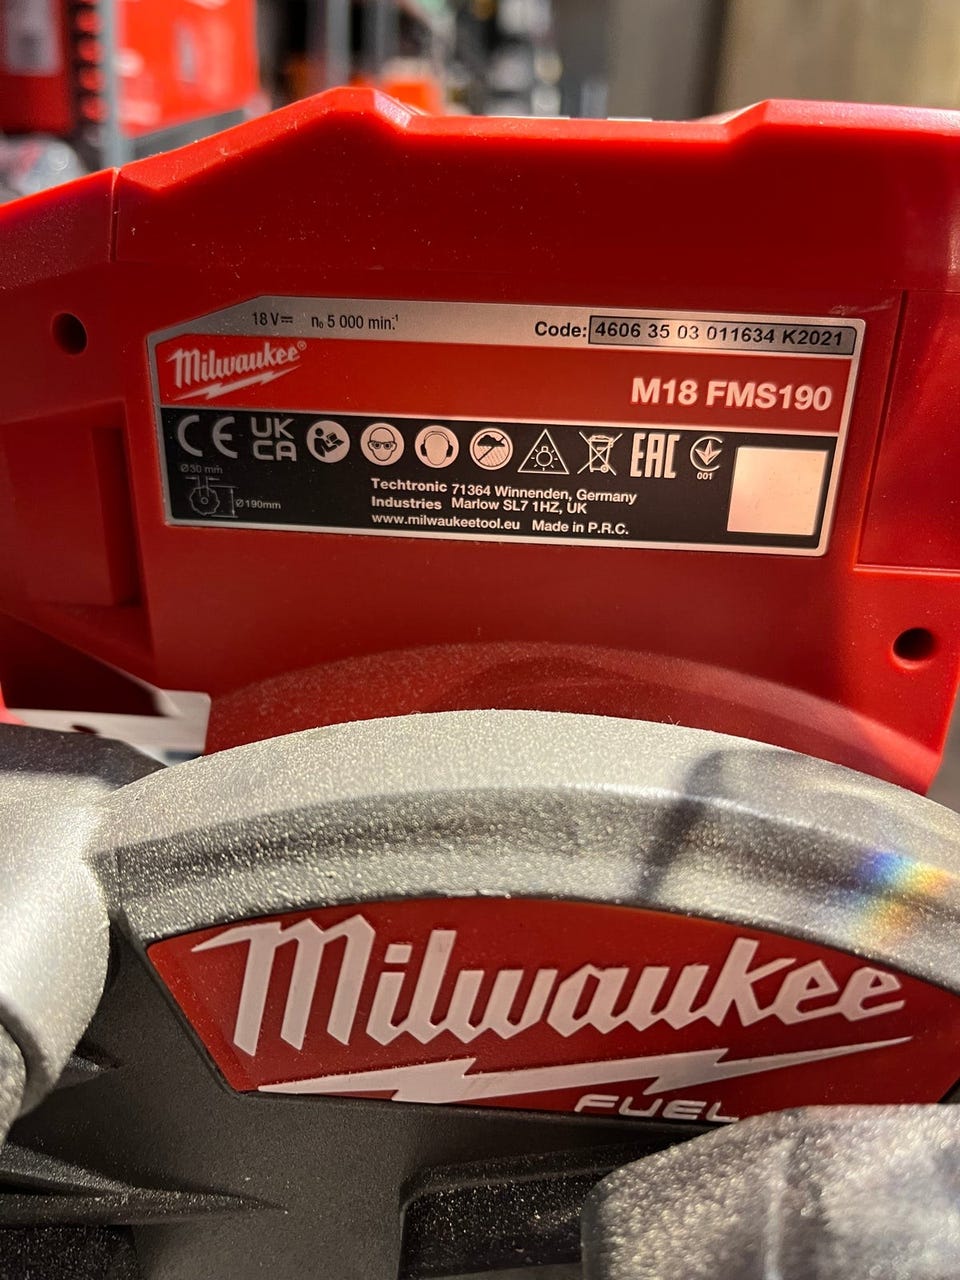 18 V⎓ n₀ 5 000 min.⁻¹
Code: 4606 35 03 011634 K2021
Milwaukee®
M18 FMS190
CE UK CA EAC 001
Ø30 mm
Ø190mm
Techtronic 71364 Winnenden, Germany
Industries Marlow SL7 1HZ, UK
www.milwaukeetool.eu Made in P.R.C.
Milwaukee
FUEL